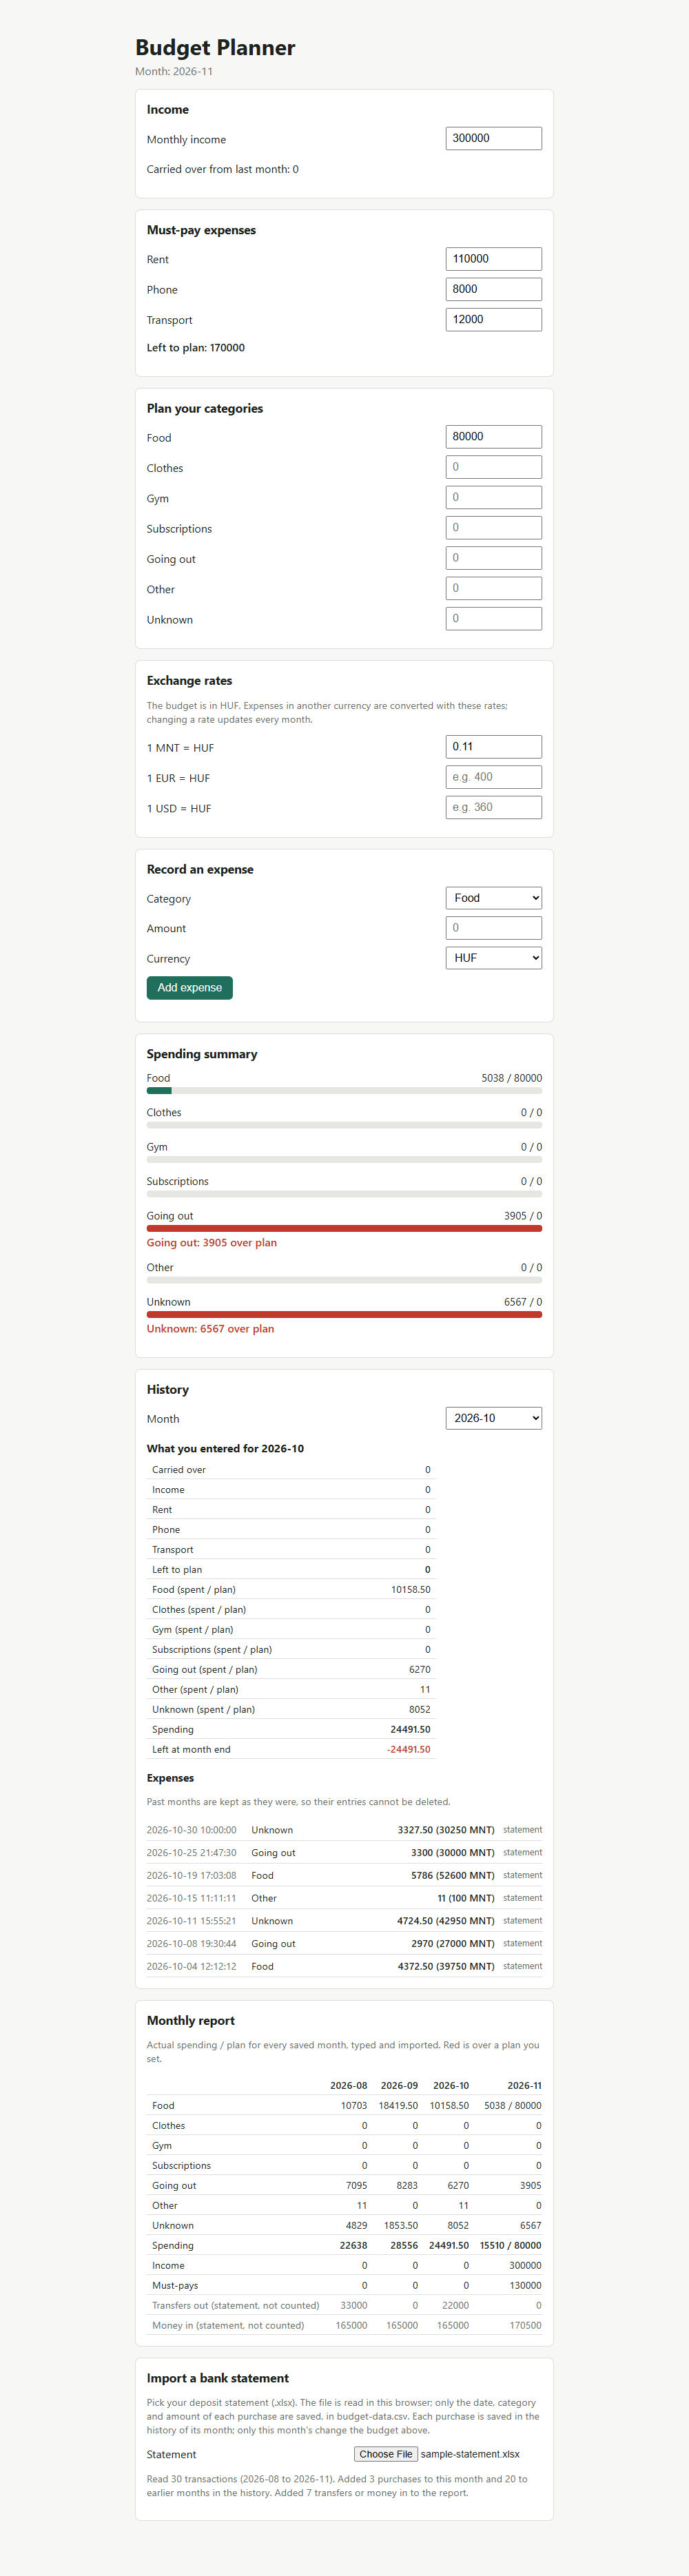 Budget Planner
Month: 2026-11
Income
Monthly income 300000
Carried over from last month: 0
Must-pay expenses
Rent 110000
Phone 8000
Transport 12000
Left to plan: 170000
Plan your categories
Food 80000
Clothes 0
Gym 0
Subscriptions 0
Going out 0
Other 0
Unknown 0
Exchange rates
The budget is in HUF. Expenses in another currency are converted with these rates;
changing a rate updates every month.
1 MNT = HUF 0.11
1 EUR = HUF e.g. 400
1 USD = HUF e.g. 360
Record an expense
Category Food
Amount 0
Currency HUF
Add expense
Spending summary
Food 5038 / 80000
Clothes 0 / 0
Gym 0 / 0
Subscriptions 0 / 0
Going out 3905 / 0
Going out: 3905 over plan
Other 0 / 0
Unknown 6567 / 0
Unknown: 6567 over plan
History
Month 2026-10
What you entered for 2026-10
Carried over 0
Income 0
Rent 0
Phone 0
Transport 0
Left to plan 0
Food (spent / plan) 10158.50
Clothes (spent / plan) 0
Gym (spent / plan) 0
Subscriptions (spent / plan) 0
Going out (spent / plan) 6270
Other (spent / plan) 11
Unknown (spent / plan) 8052
Spending 24491.50
Left at month end -24491.50
Expenses
Past months are kept as they were, so their entries cannot be deleted.
2026-10-30 10:00:00 Unknown 3327.50 (30250 MNT) statement
2026-10-25 21:47:30 Going out 3300 (30000 MNT) statement
2026-10-19 17:03:08 Food 5786 (52600 MNT) statement
2026-10-15 11:11:11 Other 11 (100 MNT) statement
2026-10-11 15:55:21 Unknown 4724.50 (42950 MNT) statement
2026-10-08 19:30:44 Going out 2970 (27000 MNT) statement
2026-10-04 12:12:12 Food 4372.50 (39750 MNT) statement
Monthly report
Actual spending / plan for every saved month, typed and imported. Red is over a plan you
set.
2026-08 2026-09 2026-10 2026-11
Food 10703 18419.50 10158.50 5038 / 80000
Clothes 0 0 0 0
Gym 0 0 0 0
Subscriptions 0 0 0 0
Going out 7095 8283 6270 3905
Other 11 0 11 0
Unknown 4829 1853.50 8052 6567
Spending 22638 28556 24491.50 15510 / 80000
Income 0 0 0 300000
Must-pays 0 0 0 130000
Transfers out (statement, not counted) 33000 0 22000 0
Money in (statement, not counted) 165000 165000 165000 170500
Import a bank statement
Pick your deposit statement (.xlsx). The file is read in this browser; only the date, category
and amount of each purchase are saved, in budget-data.csv. Each purchase is saved in the
history of its month; only this month's change the budget above.
Statement Choose File sample-statement.xlsx
Read 30 transactions (2026-08 to 2026-11). Added 3 purchases to this month and 20 to
earlier months in the history. Added 7 transfers or money in to the report.